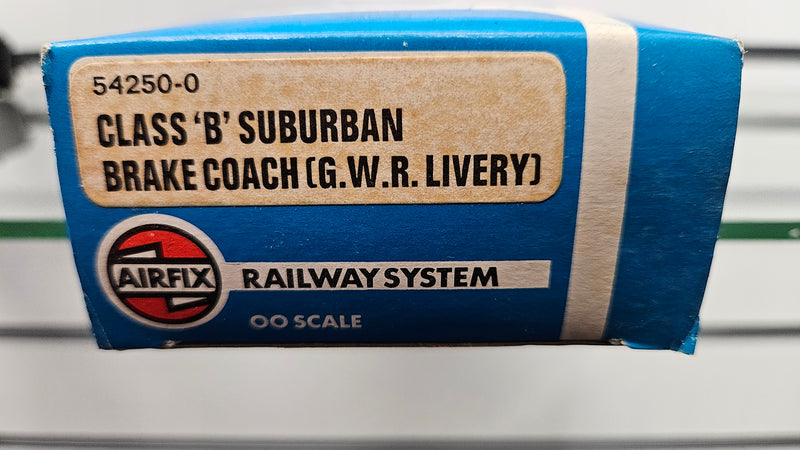 54250-0
CLASS 'B' SUBURBAN
BRAKE COACH (G.W.R. LIVERY)
AIRFIX RAILWAY SYSTEM
OO SCALE